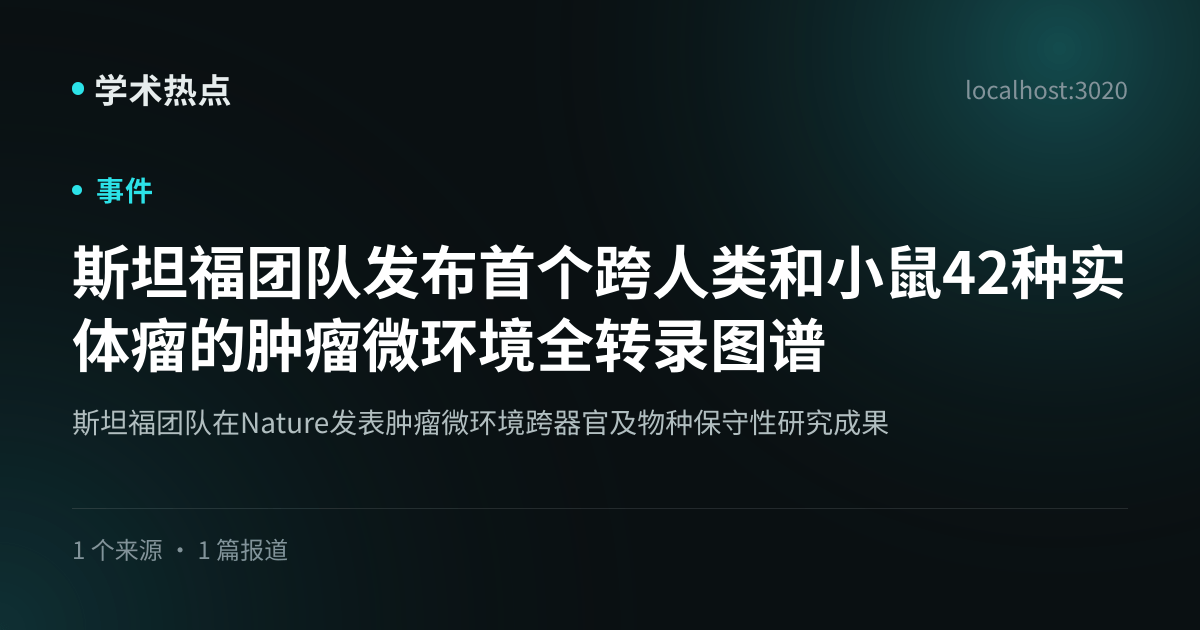 学术热点
localhost:3020
事件
斯坦福团队发布首个跨人类和小鼠42种实
体瘤的肿瘤微环境全转录图谱
斯坦福团队在Nature发表肿瘤微环境跨器官及物种保守性研究成果
1 个来源 · 1 篇报道